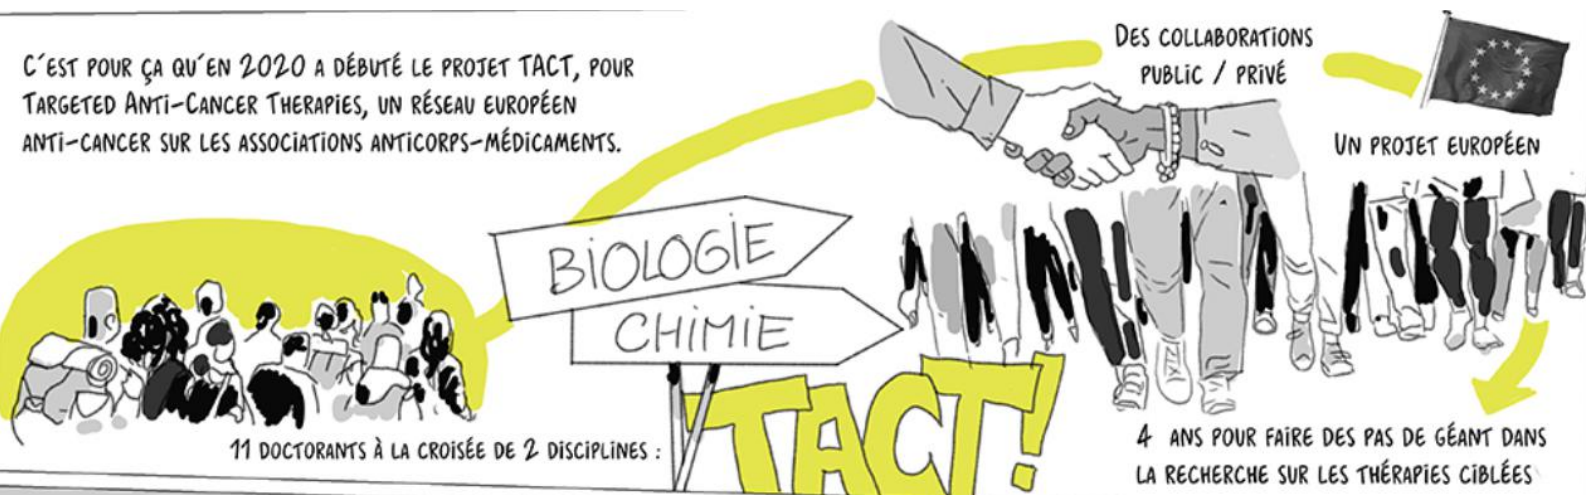 C´EST POUR ÇA QU´EN 2020 A DÉBUTÉ LE PROJET TACT, POUR
TARGETED ANTI-CANCER THERAPIES, UN RÉSEAU EUROPÉEN
ANTI-CANCER SUR LES ASSOCIATIONS ANTICORPS-MÉDICAMENTS.
11 DOCTORANTS À LA CROISÉE DE 2 DISCIPLINES :
BIOLOGIE
CHIMIE
TACT!
DES COLLABORATIONS
PUBLIC / PRIVÉ
UN PROJET EUROPÉEN
4 ANS POUR FAIRE DES PAS DE GÉANT DANS
LA RECHERCHE SUR LES THÉRAPIES CIBLÉES